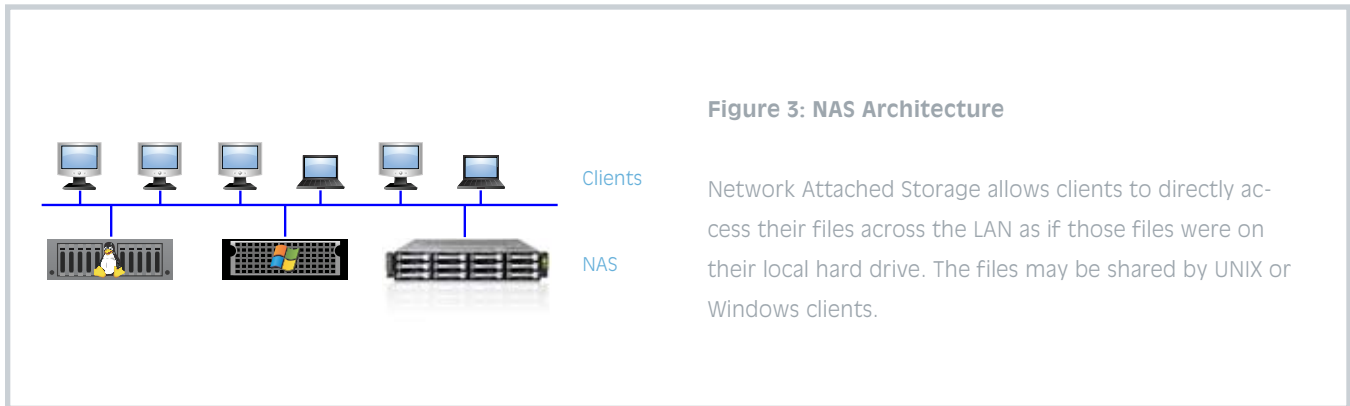 Figure 3: NAS Architecture
Clients
Network Attached Storage allows clients to directly ac-
cess their files across the LAN as if those files were on
NAS
their local hard drive. The files may be shared by UNIX or
Windows clients.